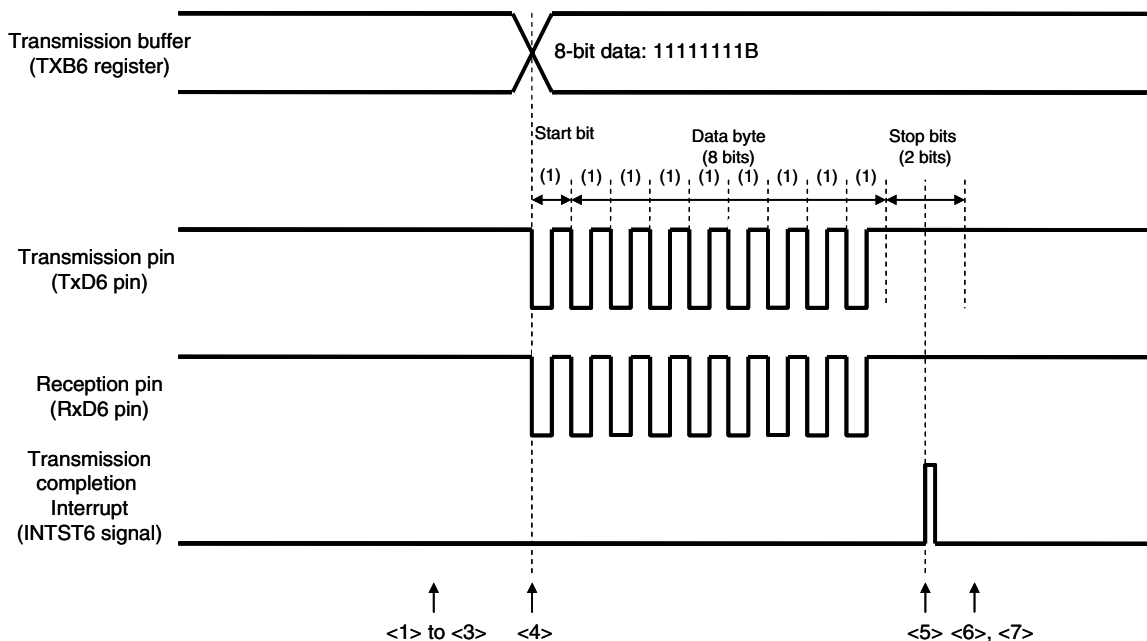 Transmission buffer
(TXB6 register)
8-bit data: 11111111B
Start bit
Data byte
(8 bits)
Stop bits
(2 bits)
(1) (1) (1) (1) (1) (1) (1) (1) (1)
Transmission pin
(TxD6 pin)
Reception pin
(RxD6 pin)
Transmission
completion
Interrupt
(INTST6 signal)
<1> to <3> <4> <5> <6>, <7>